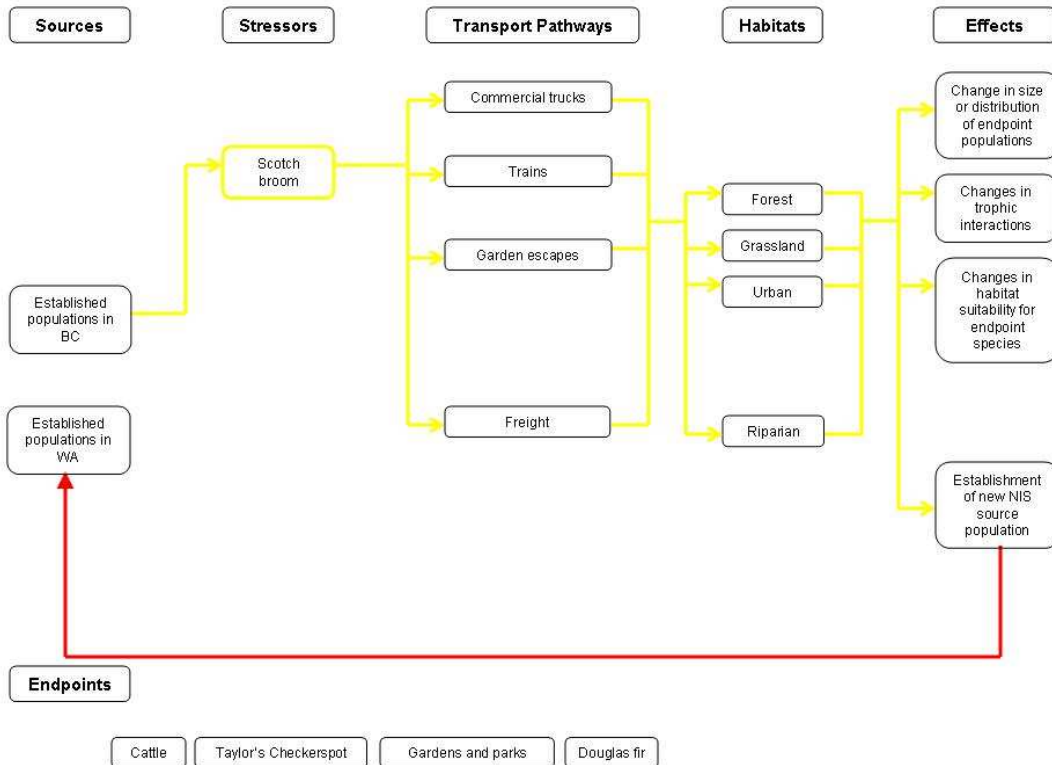 Sources
Stressors
Transport Pathways
Habitats
Effects
Commercial trucks
Change in size
or distribution
of endpoint
populations
Scotch
broom
Trains
Forest
Changes in
trophic
interactions
Garden escapes
Grassland
Urban
Changes in
habitat
suitability for
endpoint
species
Established
populations in
BC
Established
populations in
WA
Freight
Riparian
Establishment
of new NIS
source
population
Endpoints
Cattle
Taylor's Checkerspot
Gardens and parks
Douglas fir